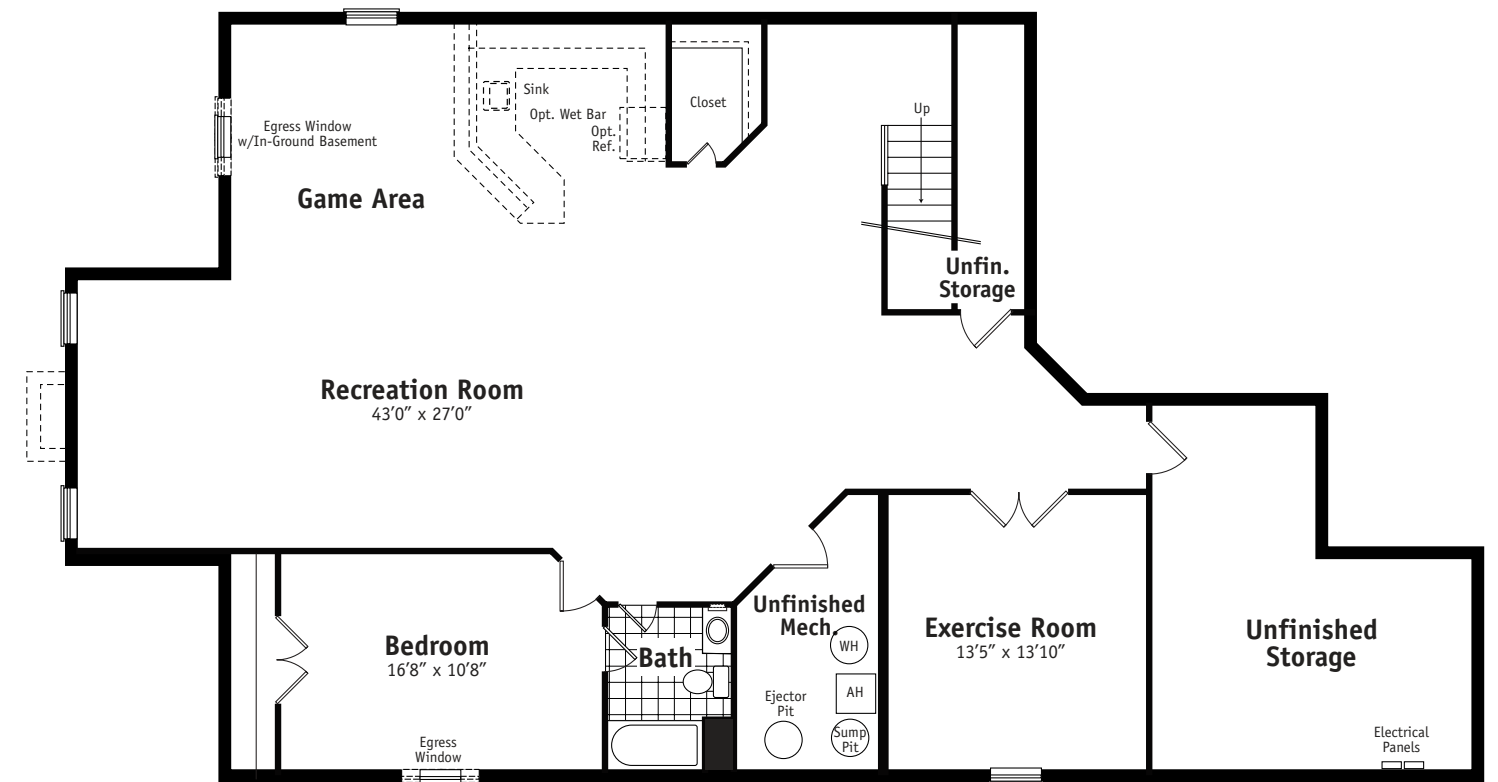 Sink
Opt. Wet Bar
Opt.
Ref.
Closet
Up
Egress Window
w/In-Ground Basement
Game Area
Unfin.
Storage
Recreation Room
43'0" x 27'0"
Bedroom
16'8" x 10'8"
Egress
Window
Bath
Unfinished
Mech.
WH
AH
Ejector
Pit
Sump
Pit
Exercise Room
13'5" x 13'10"
Unfinished
Storage
Electrical
Panels